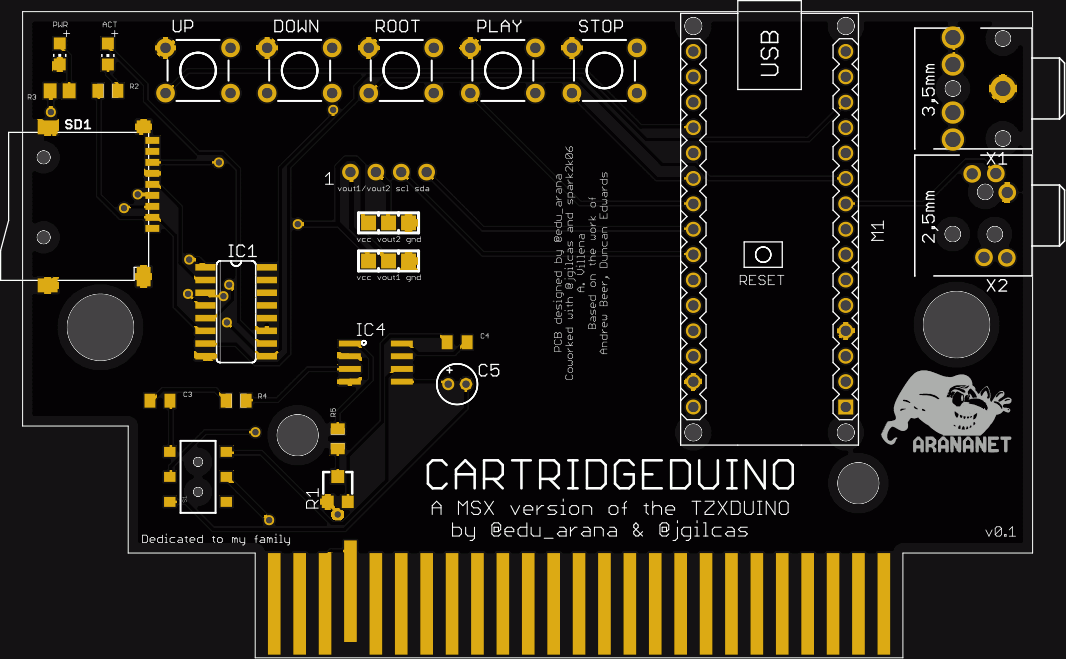 PWR
ACT
UP
DOWN
ROOT
PLAY
STOP
USB
3,5mm
X1
R3
R2
SD1
1
vout1/vout2 scl sda
vcc vout2 gnd
vcc vout1 gnd
PCB designed by @edu_arana
Coworked with @jgilcas and spark2k06
A. Villena
Based on the work of
Andrew Beer, Duncan Edwards
M1
2,5mm
X2
RESET
IC1
IC4
C4
C5
C3
R4
R5
R1
S1
ARANANET
CARTRIDGEDUINO
A MSX version of the TZXDUINO
by @edu_arana & @jgilcas
Dedicated to my family
v0.1